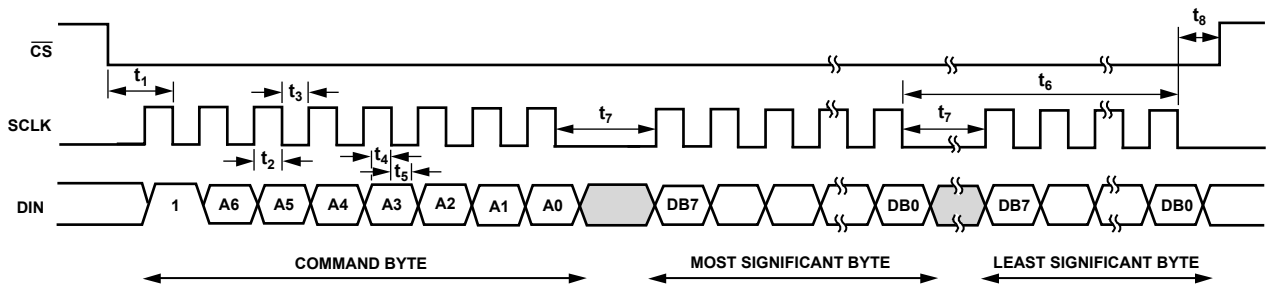 t8
CS
t1
t3
t6
SCLK
t7
t7
t2
t4
t5
DIN
1
A6
A5
A4
A3
A2
A1
A0
DB7
DB0
DB7
DB0
COMMAND BYTE
MOST SIGNIFICANT BYTE
LEAST SIGNIFICANT BYTE